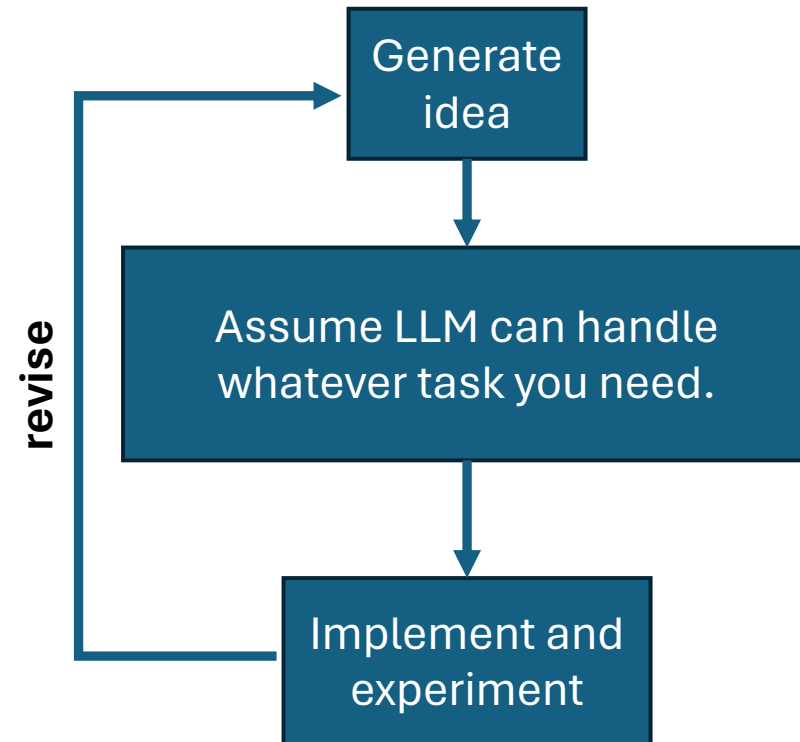 Generate
idea
Assume LLM can handle
whatever task you need.
revise
Implement and
experiment